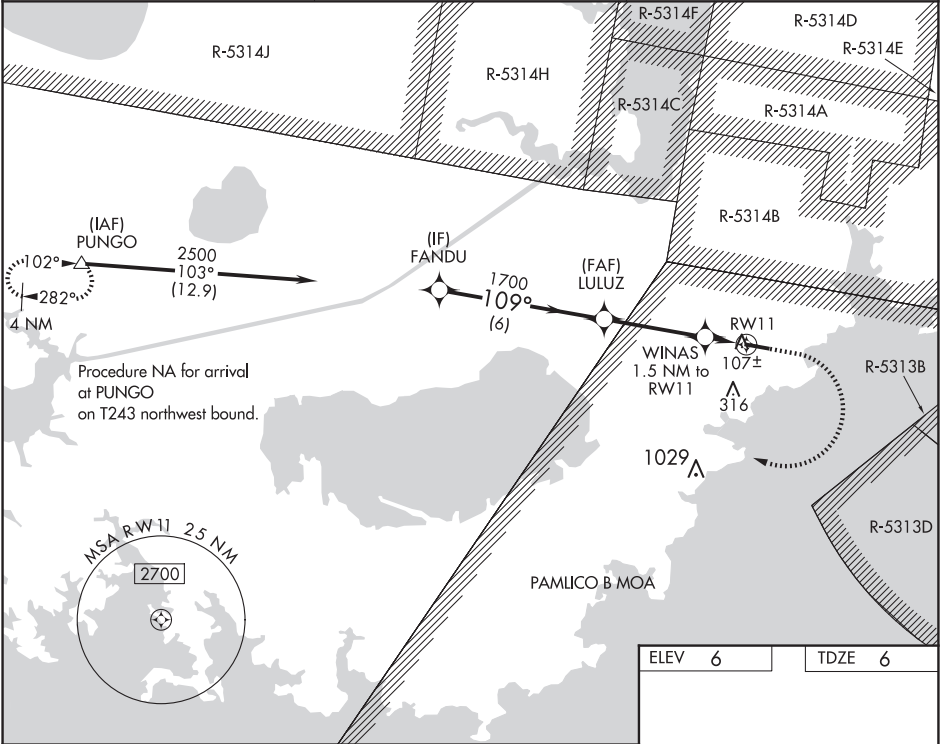 R-5314F
R-5314D
R-5314J
R-5314E
R-5314H
R-5314C
R-5314A
R-5314B
(IAF)
PUNGO
102°
282°
4 NM
2500
103°
(12.9)
(IF)
FANDU
1700
109°
(6)
(FAF)
LULUZ
WINAS
1.5 NM to
RW11
RW11
107±
316
1029
R-5313B
R-5313D
Procedure NA for arrival
at PUNGO
on T243 northwest bound.
MSA RW11 25 NM
2700
PAMLICO B MOA
ELEV 6
TDZE 6